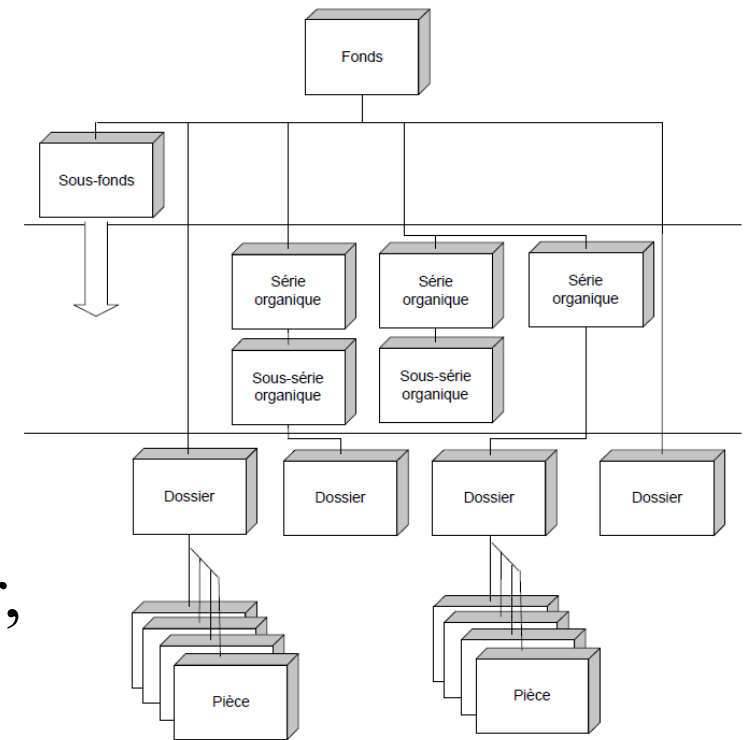 Fonds
Sous-fonds
Série
organique
Série
organique
Série
organique
Sous-série
organique
Sous-série
organique
Dossier
Dossier
Dossier
Dossier
r,
Pièce
Pièce